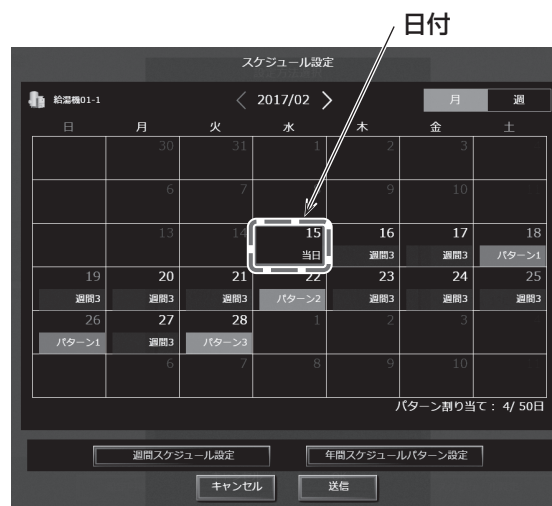 日付
スケジュール設定
給湯機01-1
2017/02
月 週
日 月 火 水 木 金 土
30 31 1 2 3
6 7 9 10
13 14 15 16 17 18
当日 週間3 週間3 パターン1
19 20 21 22 23 24 25
週間3 週間3 週間3 パターン2 週間3 週間3 週間3
26 27 28 1 2 3
パターン1 週間3 パターン3
6 7 8 9 10
パターン割り当て： 4/ 50日
週間スケジュール設定 年間スケジュールパターン設定
キャンセル 送信